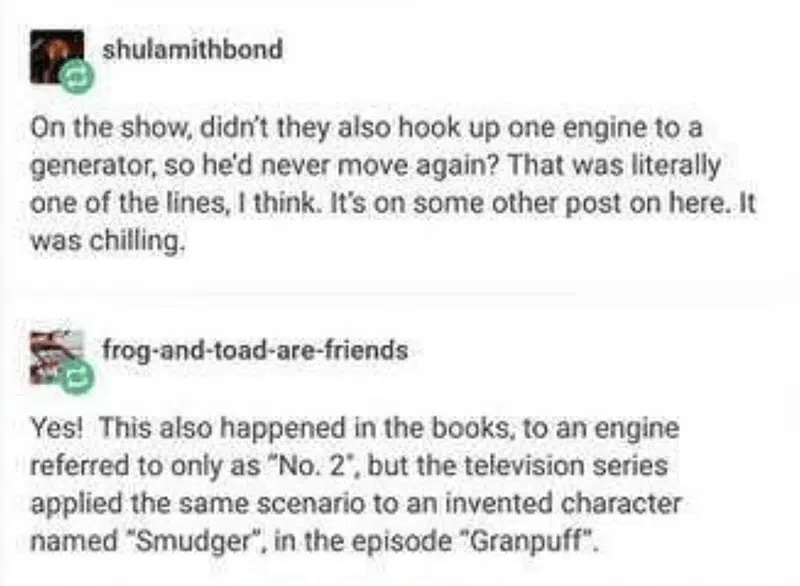 shulamithbond
On the show, didn't they also hook up one engine to a
generator, so he'd never move again? That was literally
one of the lines, I think. It's on some other post on here. It
was chilling.
frog-and-toad-are-friends
Yes! This also happened in the books, to an engine
referred to only as "No. 2", but the television series
applied the same scenario to an invented character
named "Smudger", in the episode "Granpuff".